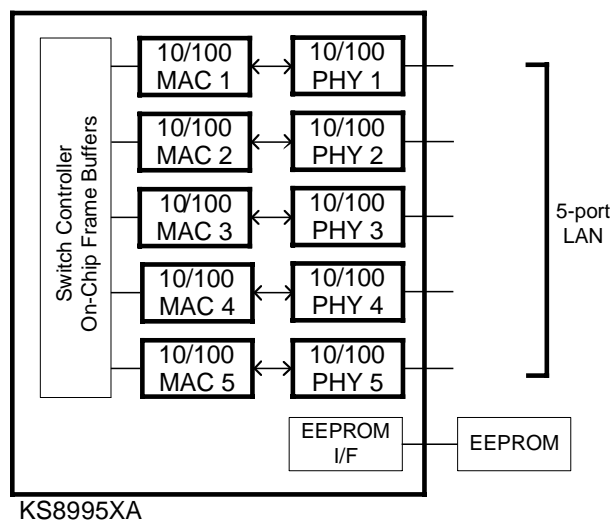 Switch Controller
On-Chip Frame Buffers
10/100
MAC 1
10/100
PHY 1
10/100
MAC 2
10/100
PHY 2
10/100
MAC 3
10/100
PHY 3
10/100
MAC 4
10/100
PHY 4
10/100
MAC 5
10/100
PHY 5
5-port
LAN
EEPROM
I/F
EEPROM
KS8995XA